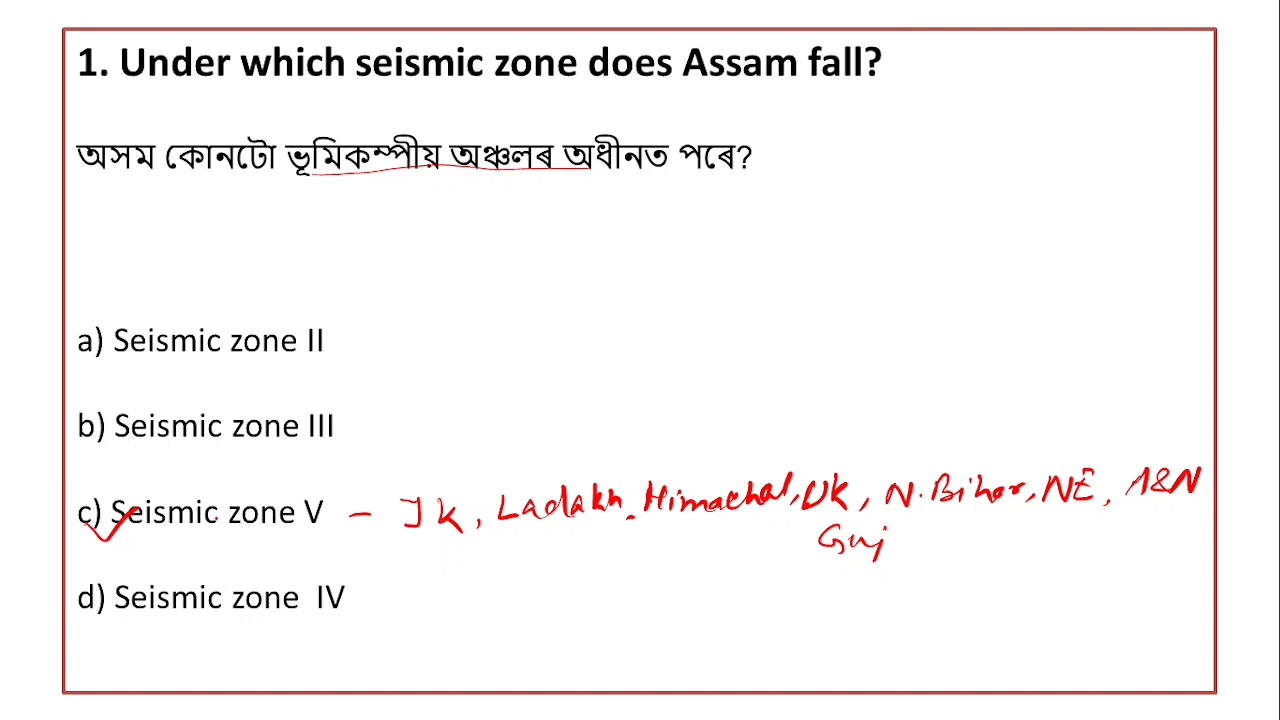 1. Under which seismic zone does Assam fall?
অসম কোনটো ভূমিকম্পীয় অঞ্চলৰ অধীনত পৰে?
a) Seismic zone II
b) Seismic zone III
c) Seismic zone V – JK, Ladakh, Himachal, UK, N. Bihar, NE, A&N
Guj
d) Seismic zone IV